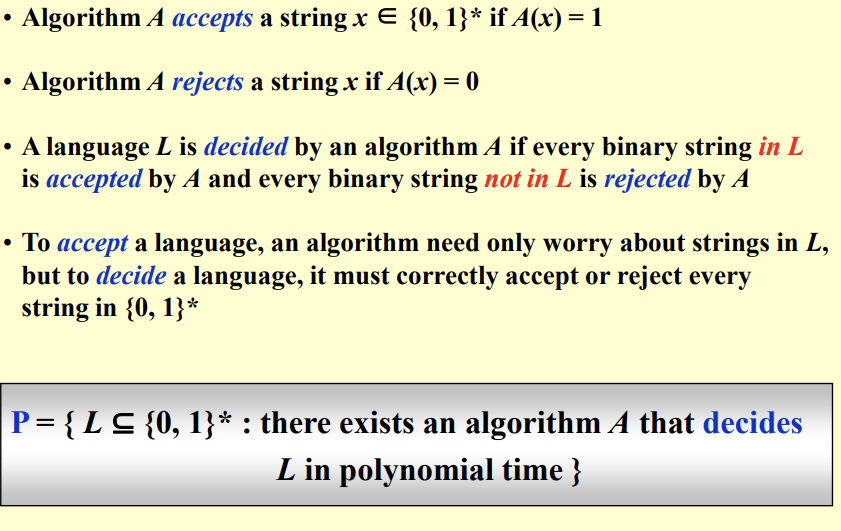 • Algorithm A accepts a string x ∈ {0, 1}* if A(x) = 1
• Algorithm A rejects a string x if A(x) = 0
• A language L is decided by an algorithm A if every binary string in L
is accepted by A and every binary string not in L is rejected by A
• To accept a language, an algorithm need only worry about strings in L,
but to decide a language, it must correctly accept or reject every
string in {0, 1}*
P = { L ⊆ {0, 1}* : there exists an algorithm A that decides
L in polynomial time }